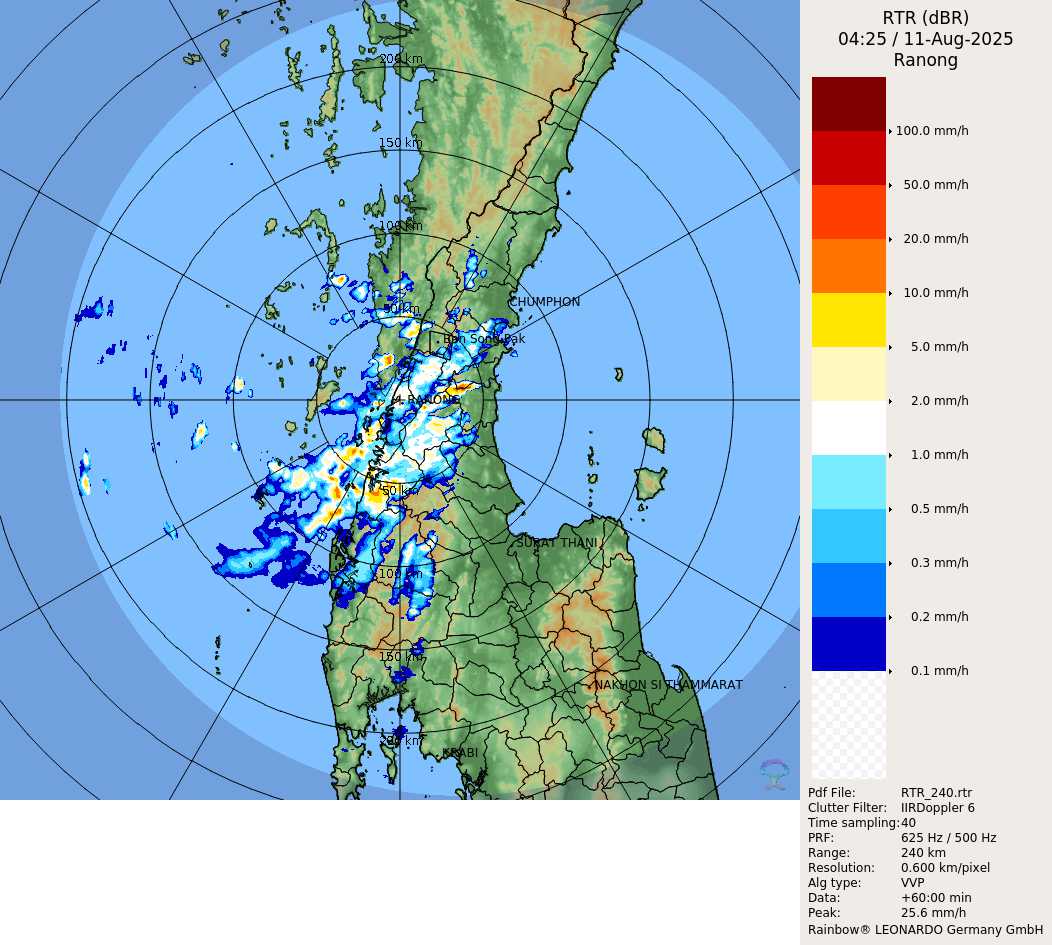 RTR (dBR)
04:25 / 11-Aug-2025
Ranong
200 km
150 km
100 km
50 km
CHUMPHON
RANONG
50 km
SURAT THANI
100 km
150 km
NAKHON SI THAMMARAT
200 km
KRABI
100.0 mm/h
50.0 mm/h
20.0 mm/h
10.0 mm/h
5.0 mm/h
2.0 mm/h
1.0 mm/h
0.5 mm/h
0.3 mm/h
0.2 mm/h
0.1 mm/h
Pdf File: RTR_240.rtr
Clutter Filter: IIRDoppler 6
Time sampling: 40
PRF: 625 Hz / 500 Hz
Range: 240 km
Resolution: 0.600 km/pixel
Alg type: VVP
Data: +60:00 min
Peak: 25.6 mm/h
Rainbow® LEONARDO Germany GmbH